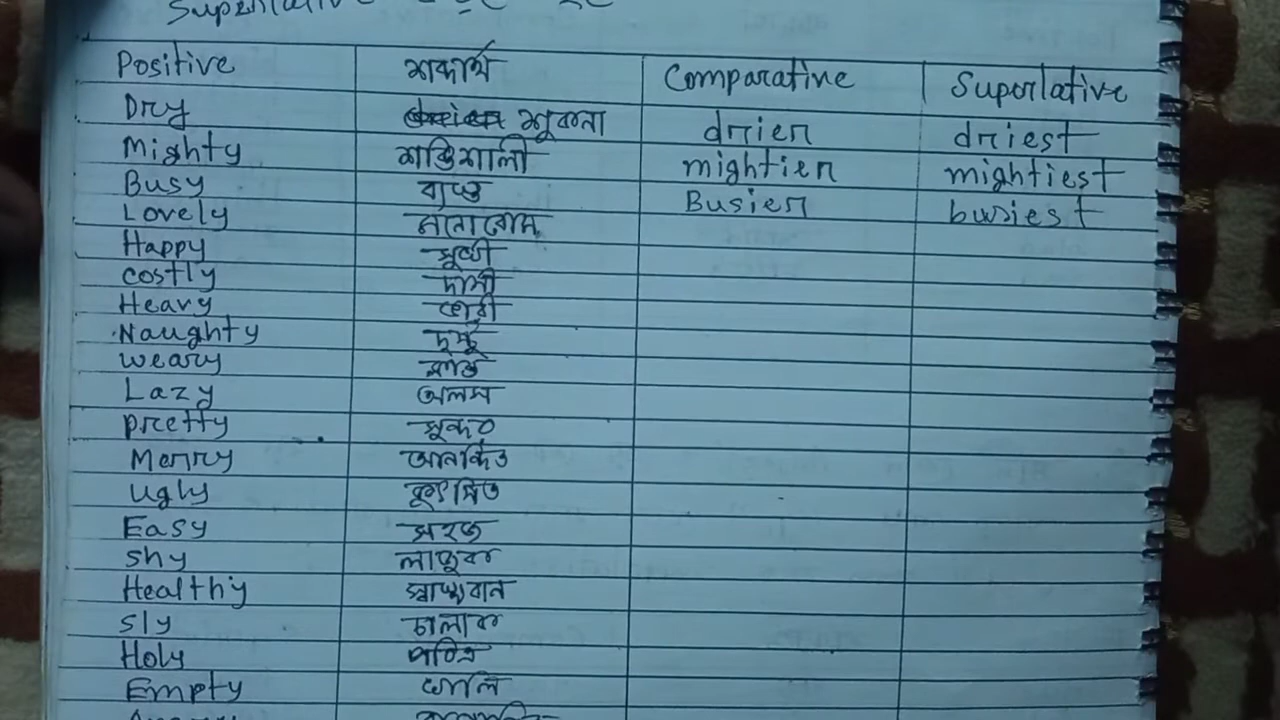 Superlative
Positive শব্দার্থ Comparative Superlative
Dry শুকনা drier driest
Mighty শক্তিশালী mightier mightiest
Busy ব্যস্ত Busier busiest
Lovely
Happy সুখী
costly দামী
Heavy ভারী
Naughty দুষ্টু
weary ক্লান্ত
Lazy অলস
pretty সুন্দর
Merry আনন্দিত
ugly কুৎসিত
Easy সহজ
shy লাজুক
Healthy স্বাস্থ্যবান
sly চালাক
Holy পবিত্র
Empty খালি